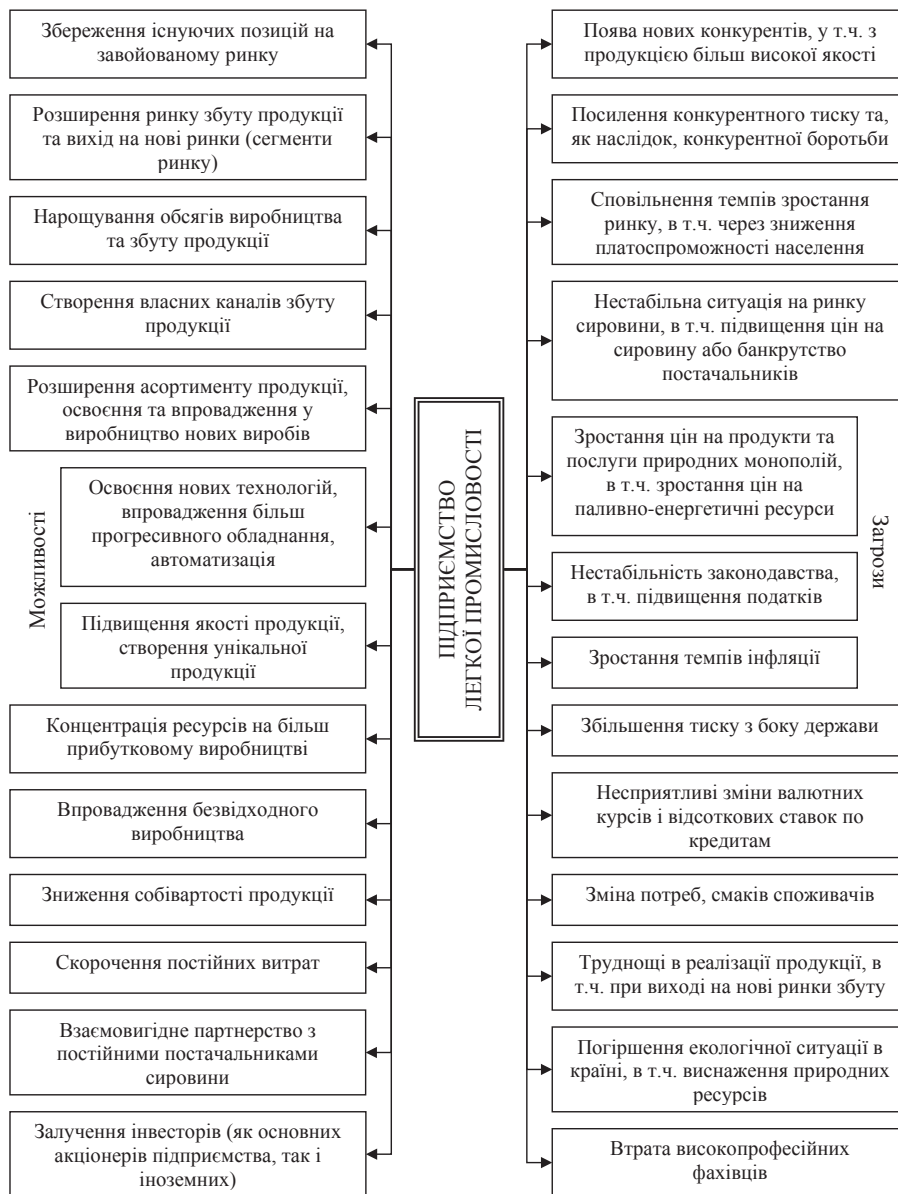 Збереження існуючих позицій на
завойованому ринку
Розширення ринку збуту продукції
та вихід на нові ринки (сегменти
ринку)
Нарощування обсягів виробництва
та збуту продукції
Створення власних каналів збуту
продукції
Розширення асортименту продукції,
освоєння та впровадження у
виробництво нових виробів
Можливості
Освоєння нових технологій,
впровадження більш
прогресивного обладнання,
автоматизація
Підвищення якості продукції,
створення унікальної
продукції
Концентрація ресурсів на більш
прибутковому виробництві
Впровадження безвідходного
виробництва
Зниження собівартості продукції
Скорочення постійних витрат
Взаємовигідне партнерство з
постійними постачальниками
сировини
Залучення інвесторів (як основних
акціонерів підприємства, так і
іноземних)
ПІДПРИЄМСТВО
ЛЕГКОЇ ПРОМИСЛОВОСТІ
Поява нових конкурентів, у т.ч. з
продукцією більш високої якості
Посилення конкурентного тиску та,
як наслідок, конкурентної боротьби
Сповільнення темпів зростання
ринку, в т.ч. через зниження
платоспроможності населення
Нестабільна ситуація на ринку
сировини, в т.ч. підвищення цін на
сировину або банкрутство
постачальників
Зростання цін на продукти та
послуги природних монополій,
в т.ч. зростання цін на
паливно-енергетичні ресурси
Загрози
Нестабільність законодавства,
в т.ч. підвищення податків
Зростання темпів інфляції
Збільшення тиску з боку держави
Несприятливі зміни валютних
курсів і відсоткових ставок по
кредитам
Зміна потреб, смаків споживачів
Труднощі в реалізації продукції, в
т.ч. при виході на нові ринки збуту
Погіршення екологічної ситуації в
країні, в т.ч. виснаження природних
ресурсів
Втрата високопрофесійних
фахівців